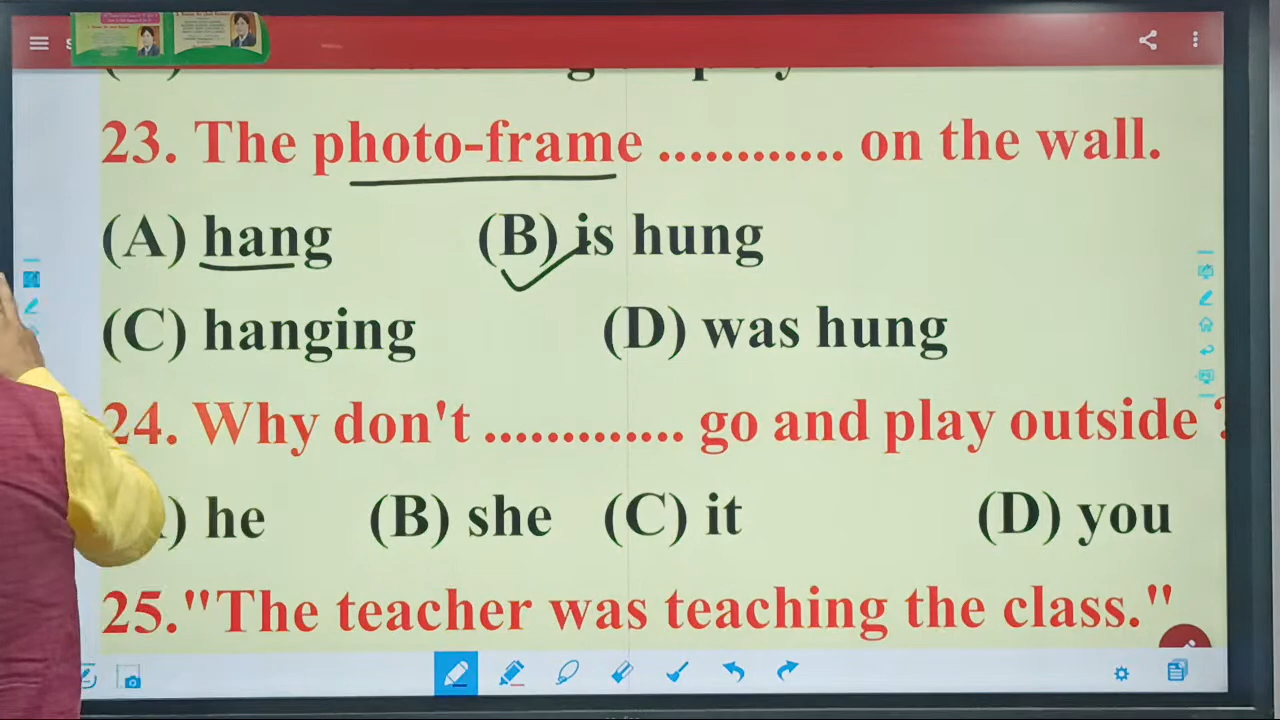 23. The photo-frame ............ on the wall.
(A) hang (B) is hung
(C) hanging (D) was hung
24. Why don't ............. go and play outside ?
) he (B) she (C) it (D) you
25."The teacher was teaching the class."